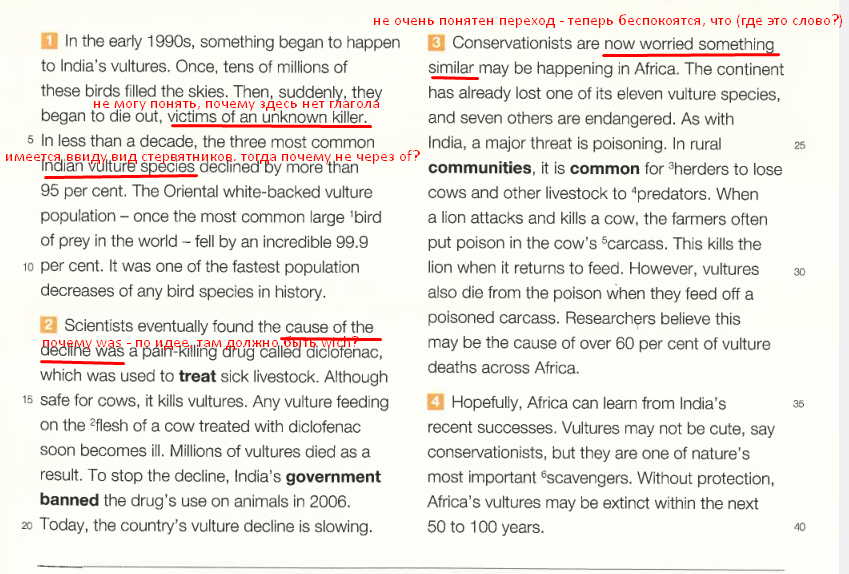 не очень понятен переход - теперь беспокоятся, что (где это слово?)
1 In the early 1990s, something began to happen
to India's vultures. Once, tens of millions of
these birds filled the skies. Then, suddenly, they
не могу понять, почему здесь нет глагола
began to die out, victims of an unknown killer.
5 In less than a decade, the three most common
имеется ввиду вид стервятников. тогда почему не через of?
Indian vulture species declined by more than
95 per cent. The Oriental white-backed vulture
population – once the most common large ¹bird
of prey in the world – fell by an incredible 99.9
10 per cent. It was one of the fastest population
decreases of any bird species in history.
2 Scientists eventually found the cause of the
почему was - по идее, там должно быть wich?
decline was a pain-killing drug called diclofenac,
which was used to treat sick livestock. Although
15 safe for cows, it kills vultures. Any vulture feeding
on the ²flesh of a cow treated with diclofenac
soon becomes ill. Millions of vultures died as a
result. To stop the decline, India's government
banned the drug's use on animals in 2006.
20 Today, the country's vulture decline is slowing.
3 Conservationists are now worried something
similar may be happening in Africa. The continent
has already lost one of its eleven vulture species,
and seven others are endangered. As with
India, a major threat is poisoning. In rural 25
communities, it is common for ³herders to lose
cows and other livestock to ⁴predators. When
a lion attacks and kills a cow, the farmers often
put poison in the cow's ⁵carcass. This kills the
lion when it returns to feed. However, vultures 30
also die from the poison when they feed off a
poisoned carcass. Researchers believe this
may be the cause of over 60 per cent of vulture
deaths across Africa.
4 Hopefully, Africa can learn from India's 35
recent successes. Vultures may not be cute, say
conservationists, but they are one of nature's
most important ⁶scavengers. Without protection,
Africa's vultures may be extinct within the next
50 to 100 years. 40